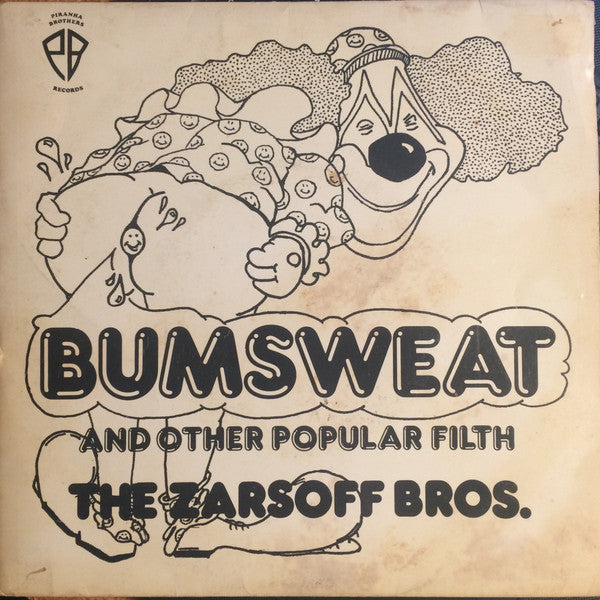 PIRANHA
BROTHERS
PB
RECORDS
BUMSWEAT
AND OTHER POPULAR FILTH
THE ZARSOFF BROS.